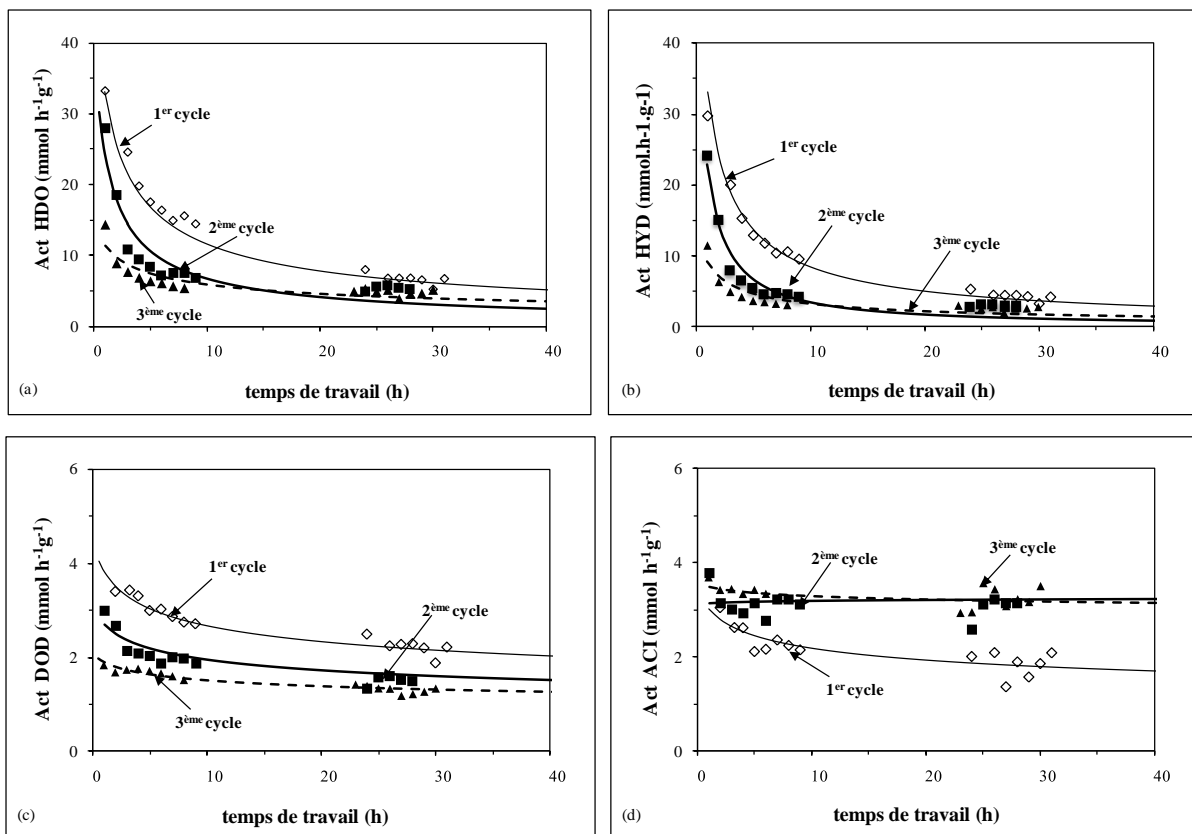 40
30
20
10
0
0 10 20 30 40
Act HDO (mmol h-1g-1)
1er cycle
2ème cycle
3ème cycle
temps de travail (h)
(a)
40
30
20
10
0
0 10 20 30 40
Act HYD (mmol.h-1.g-1)
1er cycle
2ème cycle
3ème cycle
temps de travail (h)
(b)
6
4
2
0
0 10 20 30 40
Act DOD (mmol h-1g-1)
1er cycle
2ème cycle
3ème cycle
temps de travail (h)
(c)
6
4
2
0
0 10 20 30 40
Act ACI (mmol h-1g-1)
3ème cycle
2ème cycle
1er cycle
temps de travail (h)
(d)